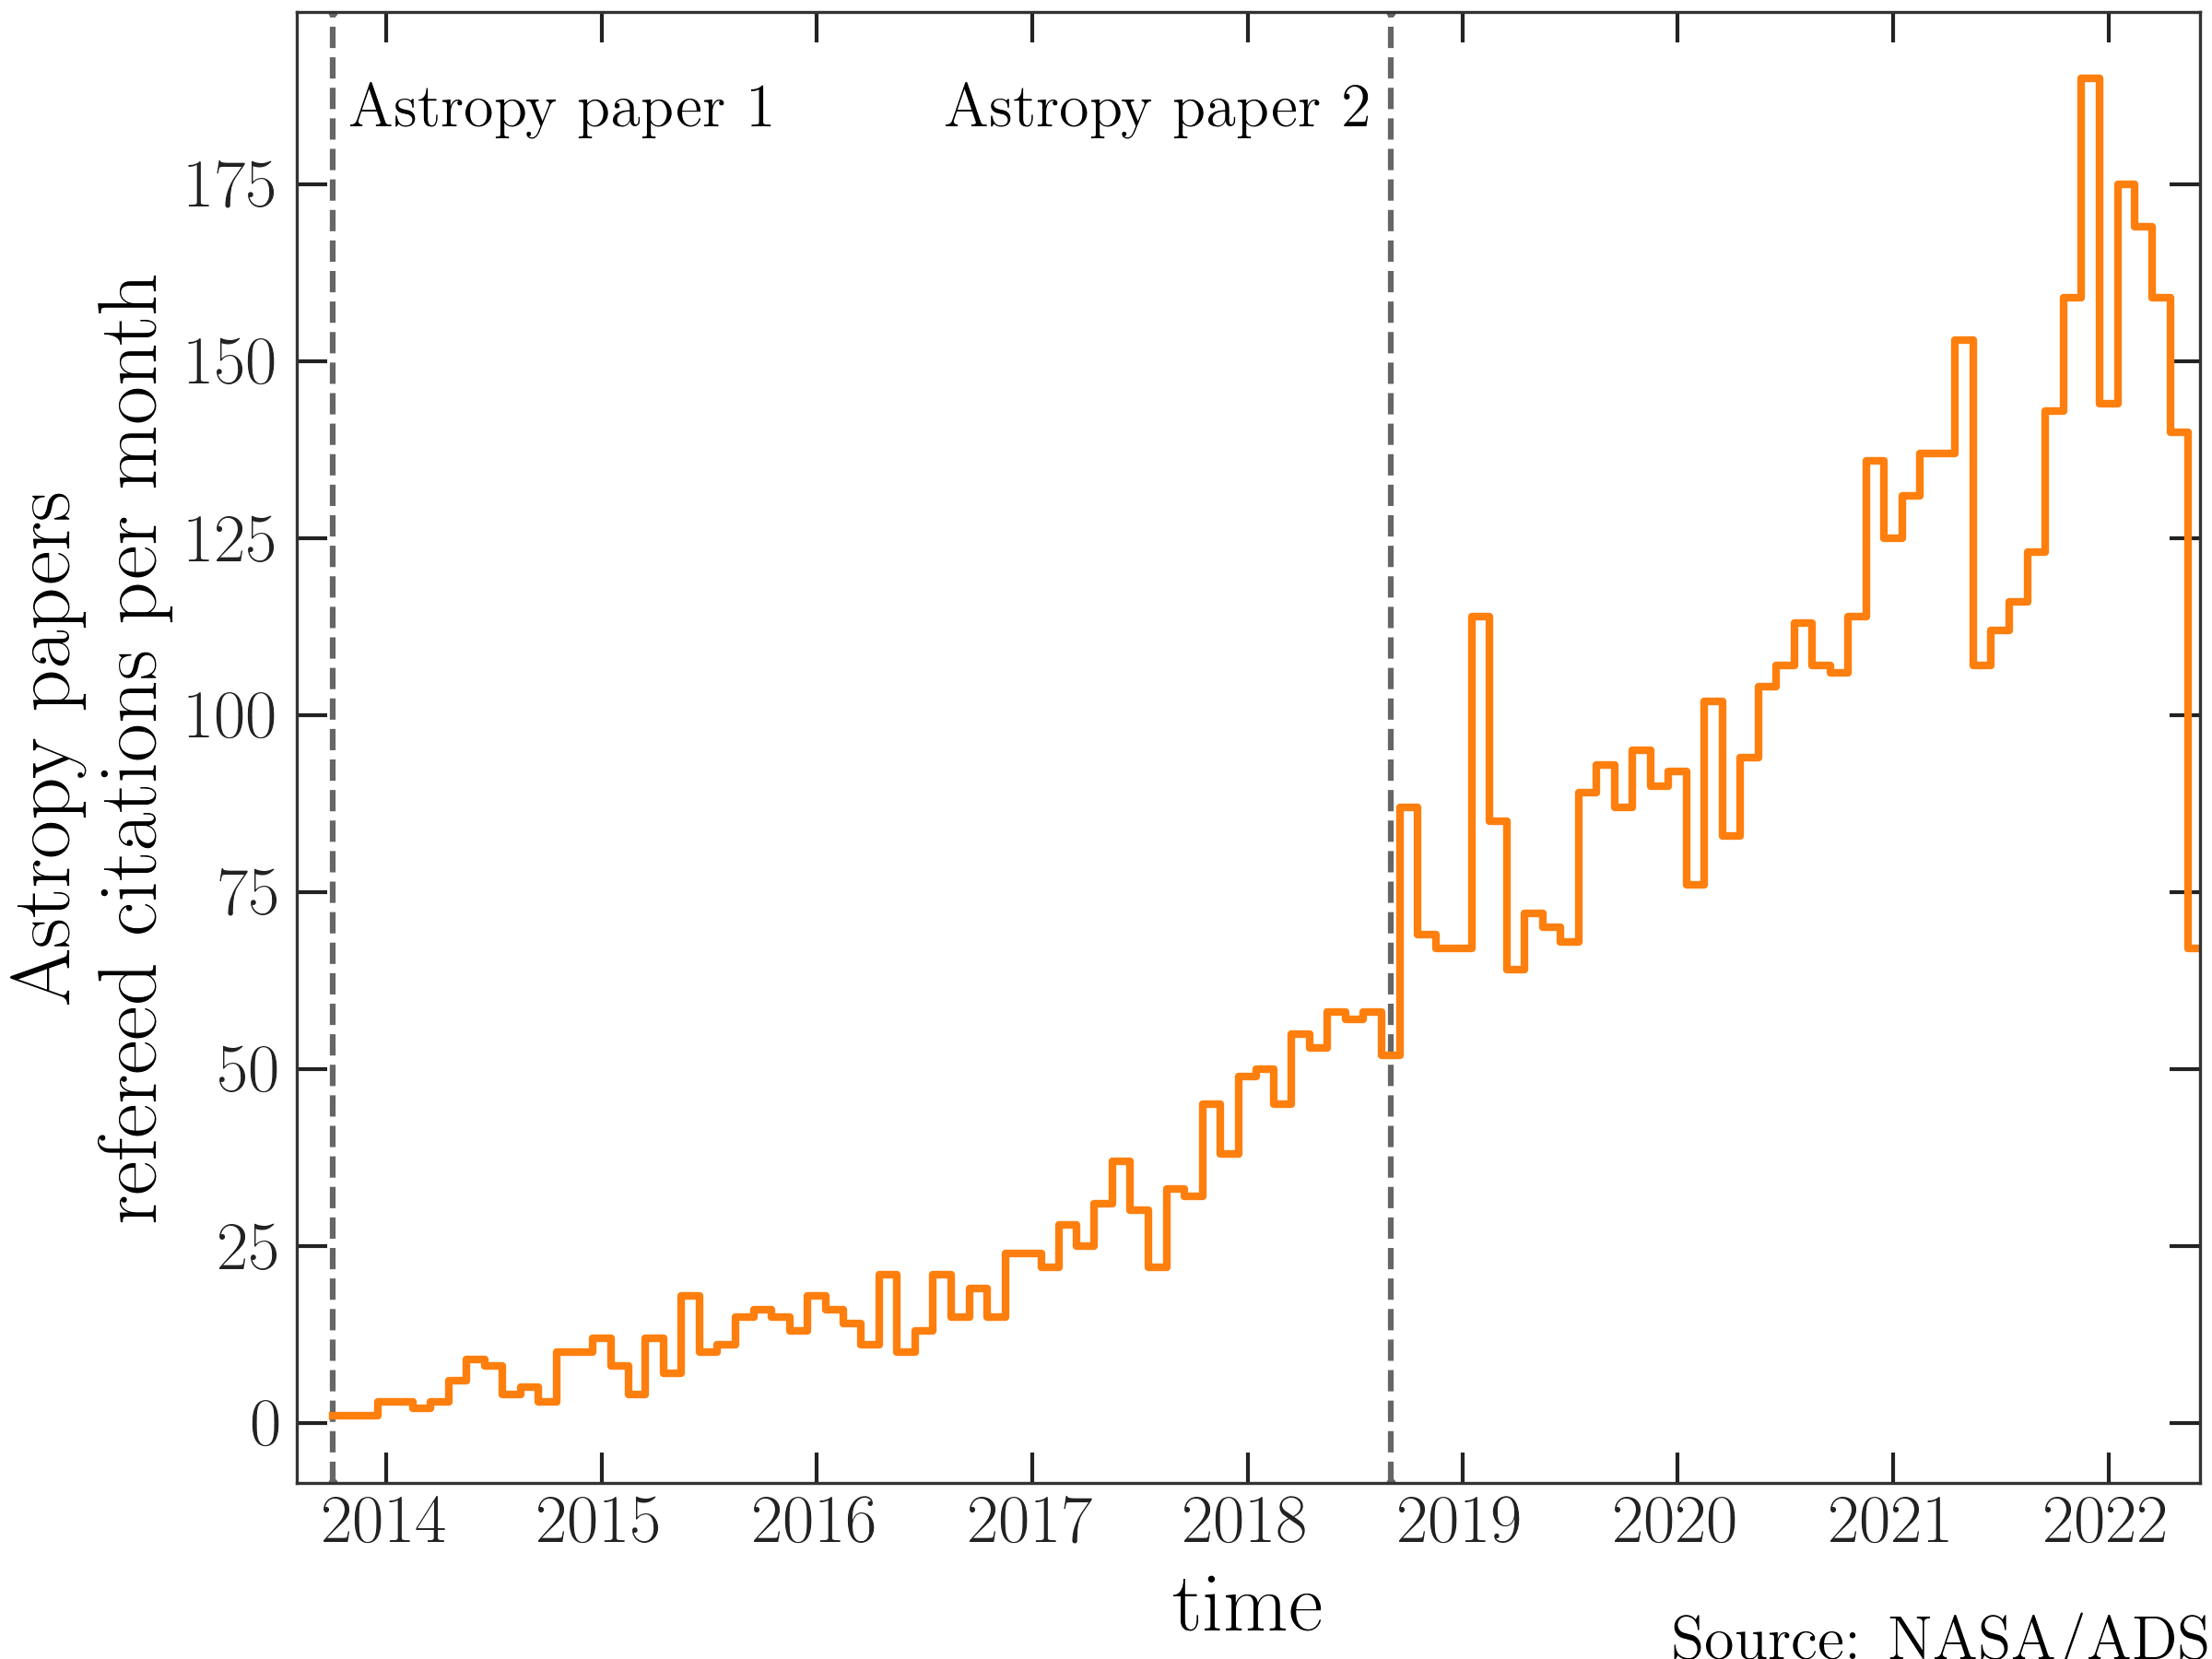 Astropy paper 1
Astropy paper 2
175
150
125
100
75
50
25
0
Astropy papers
refereed citations per month
2014 2015 2016 2017 2018 2019 2020 2021 2022
time
Source: NASA/ADS